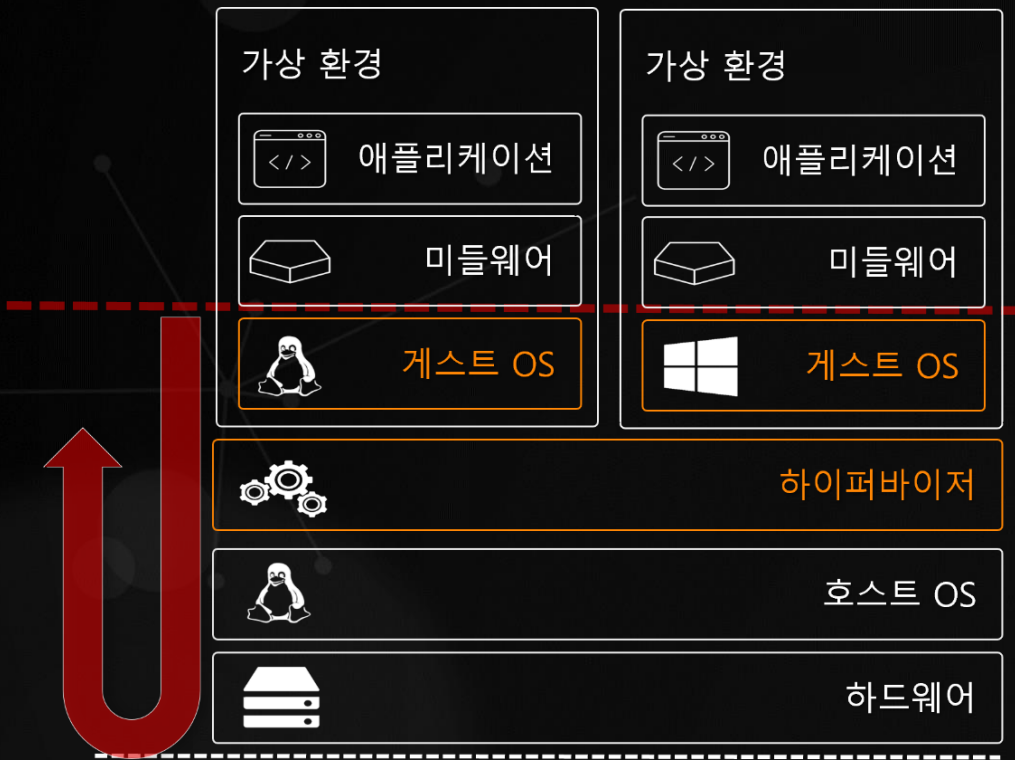 가상 환경
애플리케이션
미들웨어
게스트 OS
가상 환경
애플리케이션
미들웨어
게스트 OS
하이퍼바이저
호스트 OS
하드웨어